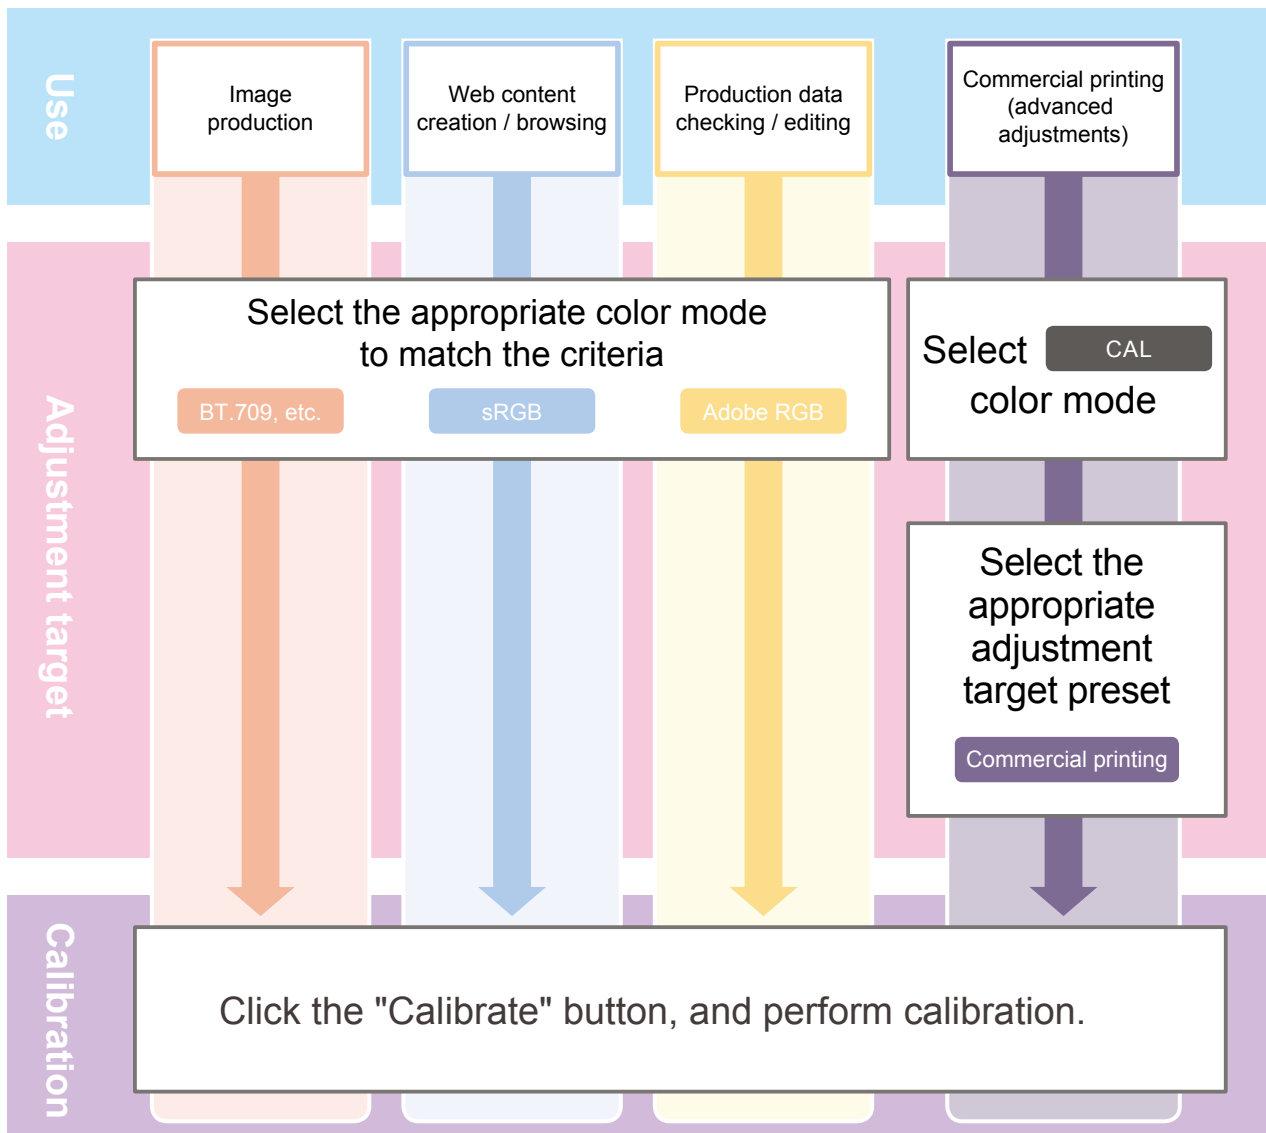 Use
Image
production
Web content
creation / browsing
Production data
checking / editing
Commercial printing
(advanced
adjustments)
Adjustment target
Select the appropriate color mode
to match the criteria
BT.709, etc.
sRGB
Adobe RGB
Select CAL
color mode
Select the
appropriate
adjustment
target preset
Commercial printing
Calibration
Click the "Calibrate" button, and perform calibration.